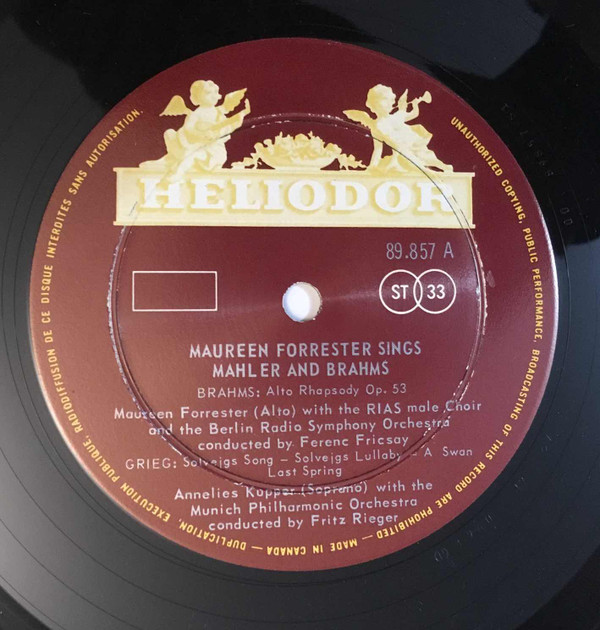 HELIODOR
89.857 A
ST 33
MAUREEN FORRESTER SINGS
MAHLER AND BRAHMS
BRAHMS: Alto Rhapsody Op. 53
Maureen Forrester (Alto) with the RIAS male Choir
and the Berlin Radio Symphony Orchestra
conducted by Ferenc Fricsay
GRIEG: Solvejgs Song - Solvejgs Lullaby - A Swan
Last Spring
Annelies Kupper (Soprano) with the
Munich Philharmonic Orchestra
conducted by Fritz Rieger
UNAUTHORIZED COPYING, PUBLIC PERFORMANCE, BROADCASTING OF THIS RECORD ARE PROHIBITED — MADE IN CANADA — DUPLICATION, EXECUTION PUBLIQUE, RADIODIFFUSION DE CE DISQUE INTERDITES SANS AUTORISATION.